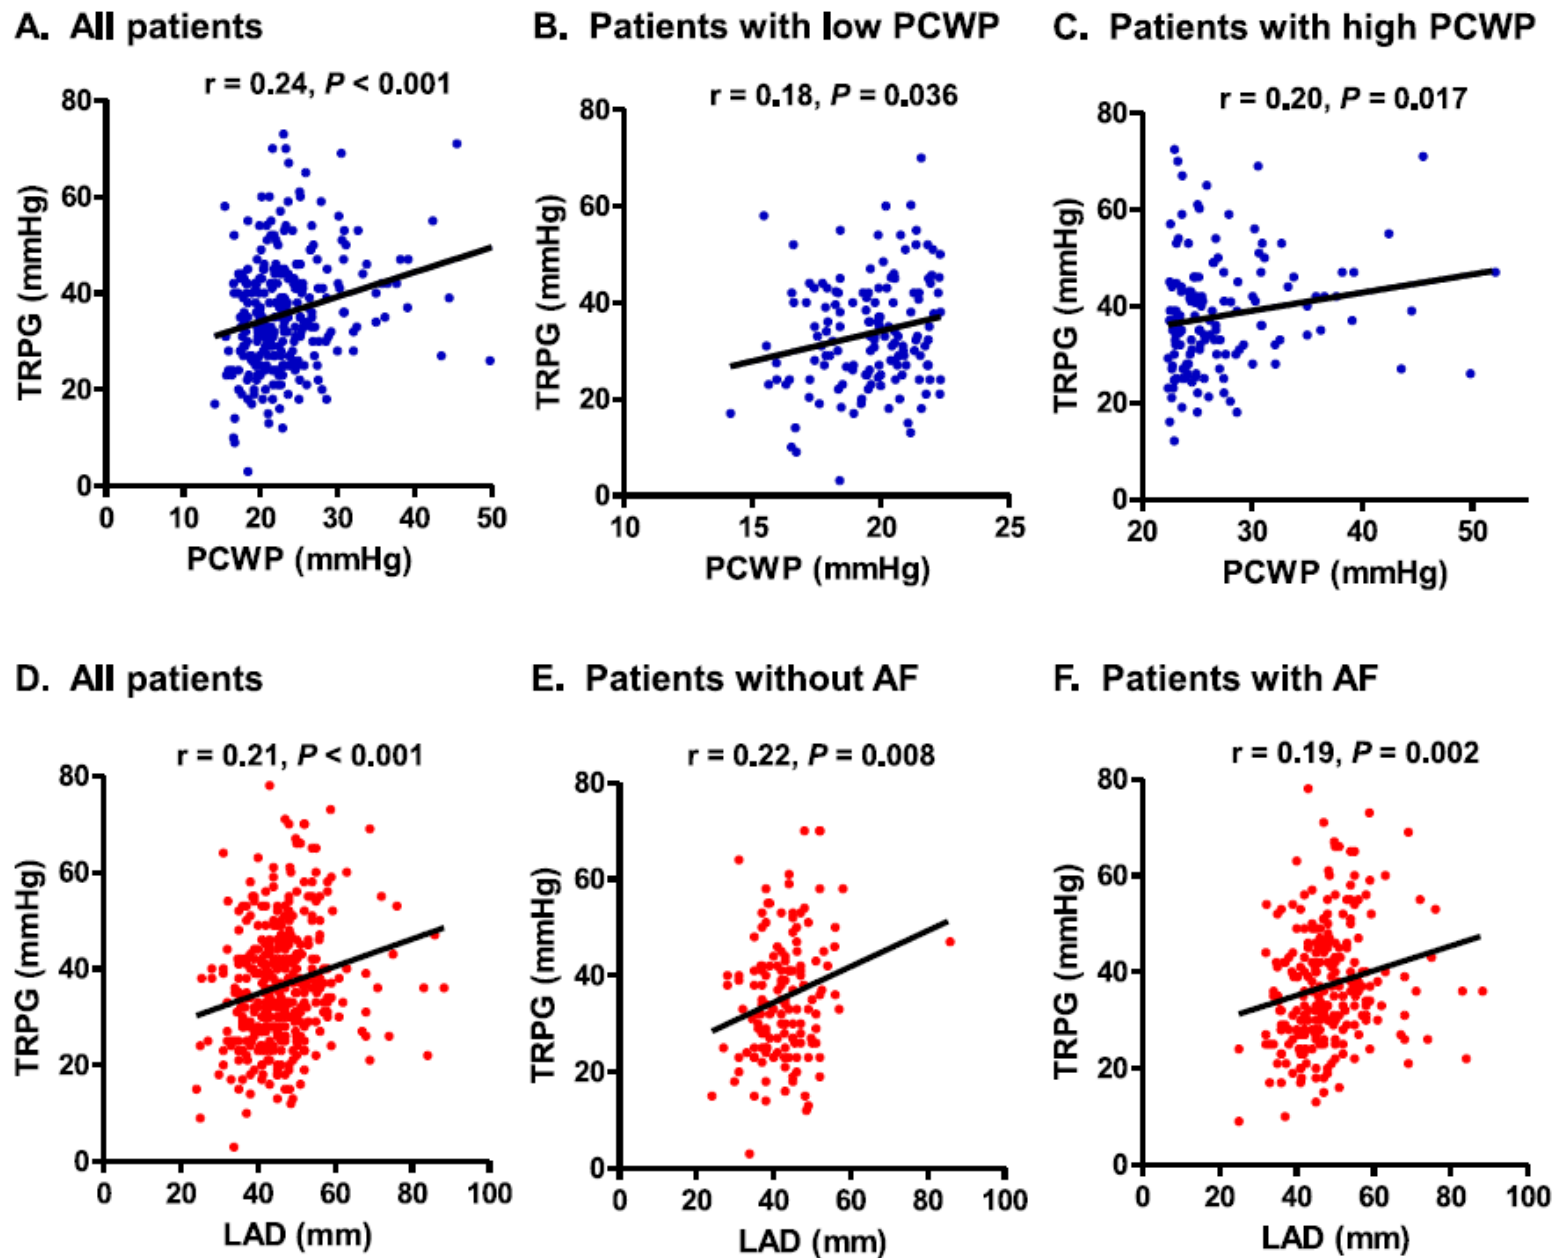 A. All patients
r = 0.24, P < 0.001
80
60
40
20
0
0 10 20 30 40 50
TRPG (mmHg)
PCWP (mmHg)
B. Patients with low PCWP
r = 0.18, P = 0.036
80
60
40
20
0
10 15 20 25
TRPG (mmHg)
PCWP (mmHg)
C. Patients with high PCWP
r = 0.20, P = 0.017
80
60
40
20
0
20 30 40 50
TRPG (mmHg)
PCWP (mmHg)
D. All patients
r = 0.21, P < 0.001
80
60
40
20
0
0 20 40 60 80 100
TRPG (mmHg)
LAD (mm)
E. Patients without AF
r = 0.22, P = 0.008
80
60
40
20
0
0 20 40 60 80 100
TRPG (mmHg)
LAD (mm)
F. Patients with AF
r = 0.19, P = 0.002
80
60
40
20
0
0 20 40 60 80 100
TRPG (mmHg)
LAD (mm)